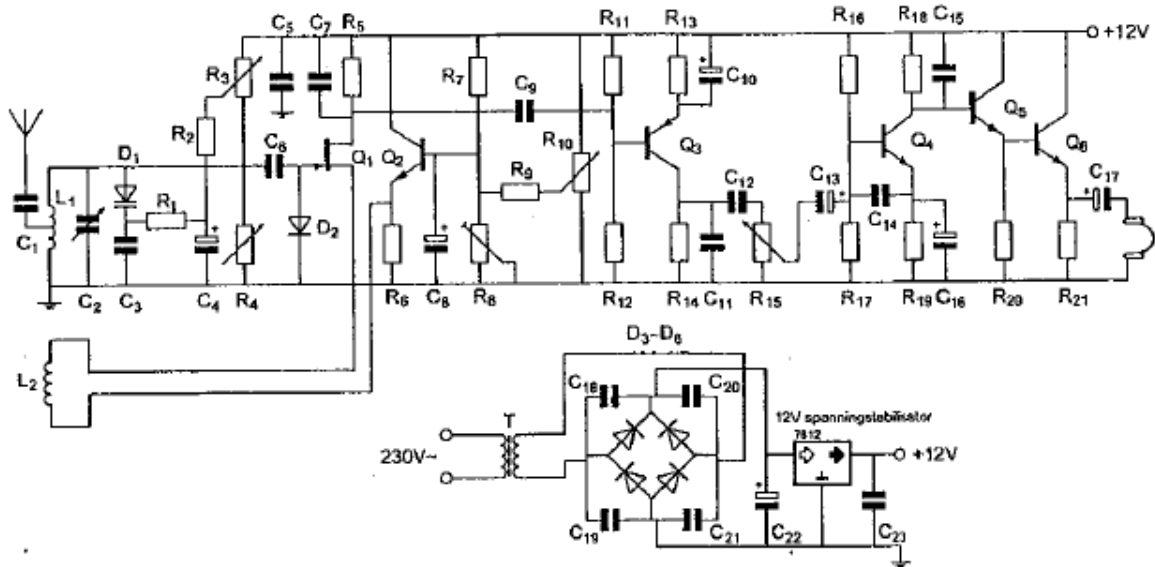 C5 C7 R5 R11 R13 R16 R18 C15
+12V
R3 R7 C9 + C10
R2 Q5
D1 C6 Q1 Q2 R10 Q3 Q4 Q6
L1 R1 R9 C12 C13 + C17 +
C1 + D2 + C14 +
C2 C3 C4 R4 R6 C8 R8 R12 R14 C11 R15 R17 R19 C16 R20 R21
D3~D6
L2
C18 C20
T 12V spanningstabilisator
7812
230V~ +12V
+
C19 C21 C22 C23